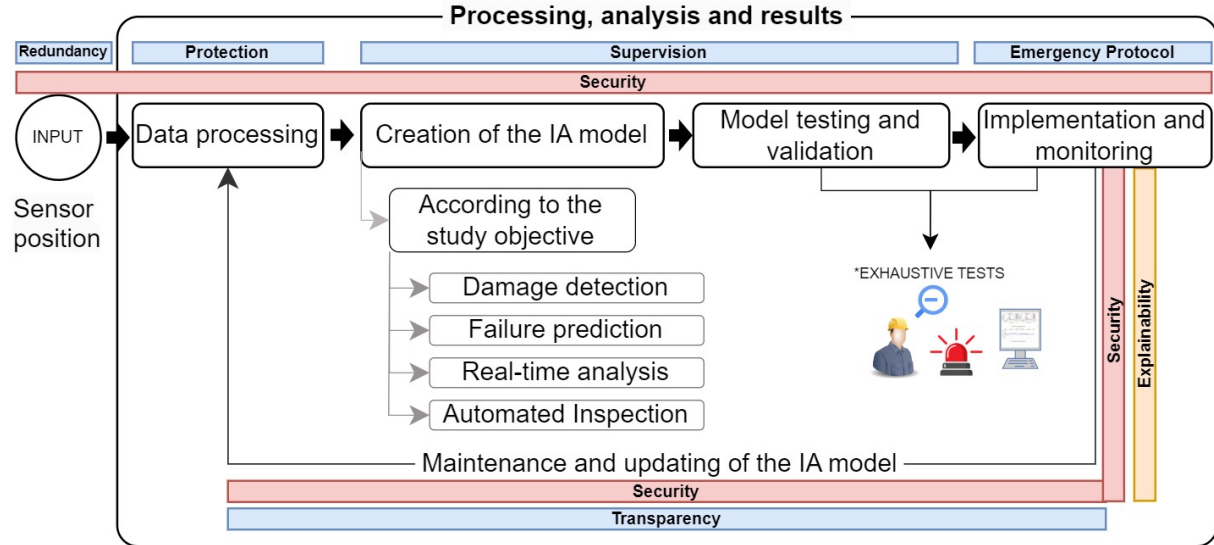 Processing, analysis and results
Redundancy
Protection
Supervision
Emergency Protocol
Security
INPUT
Data processing
Creation of the IA model
Model testing and
validation
Implementation and
monitoring
Sensor
position
According to the
study objective
Damage detection
Failure prediction
Real-time analysis
Automated Inspection
*EXHAUSTIVE TESTS
Security
Explainability
Maintenance and updating of the IA model
Security
Transparency